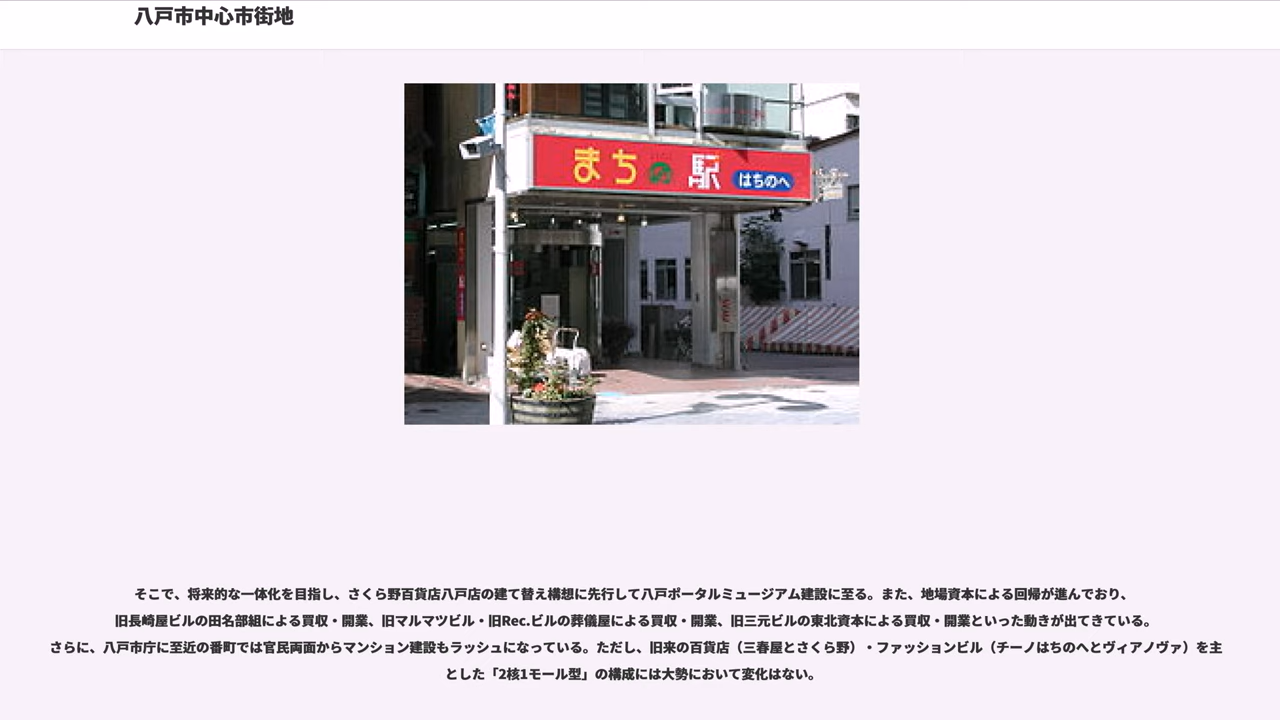 八戸市中心市街地
まちの駅 はちのへ
そこで、将来的な一体化を目指し、さくら野百貨店八戸店の建て替え構想に先行して八戸ポータルミュージアム建設に至る。また、地場資本による回帰が進んでおり、
旧長崎屋ビルの田名部組による買収・開業、旧マルマツビル・旧Rec.ビルの葬儀屋による買収・開業、旧三元ビルの東北資本による買収・開業といった動きが出てきている。
さらに、八戸市庁に至近の番町では官民両面からマンション建設もラッシュになっている。ただし、旧来の百貨店（三春屋とさくら野）・ファッションビル（チーノはちのへとヴィアノヴァ）を主
とした「2核1モール型」の構成には大勢において変化はない。